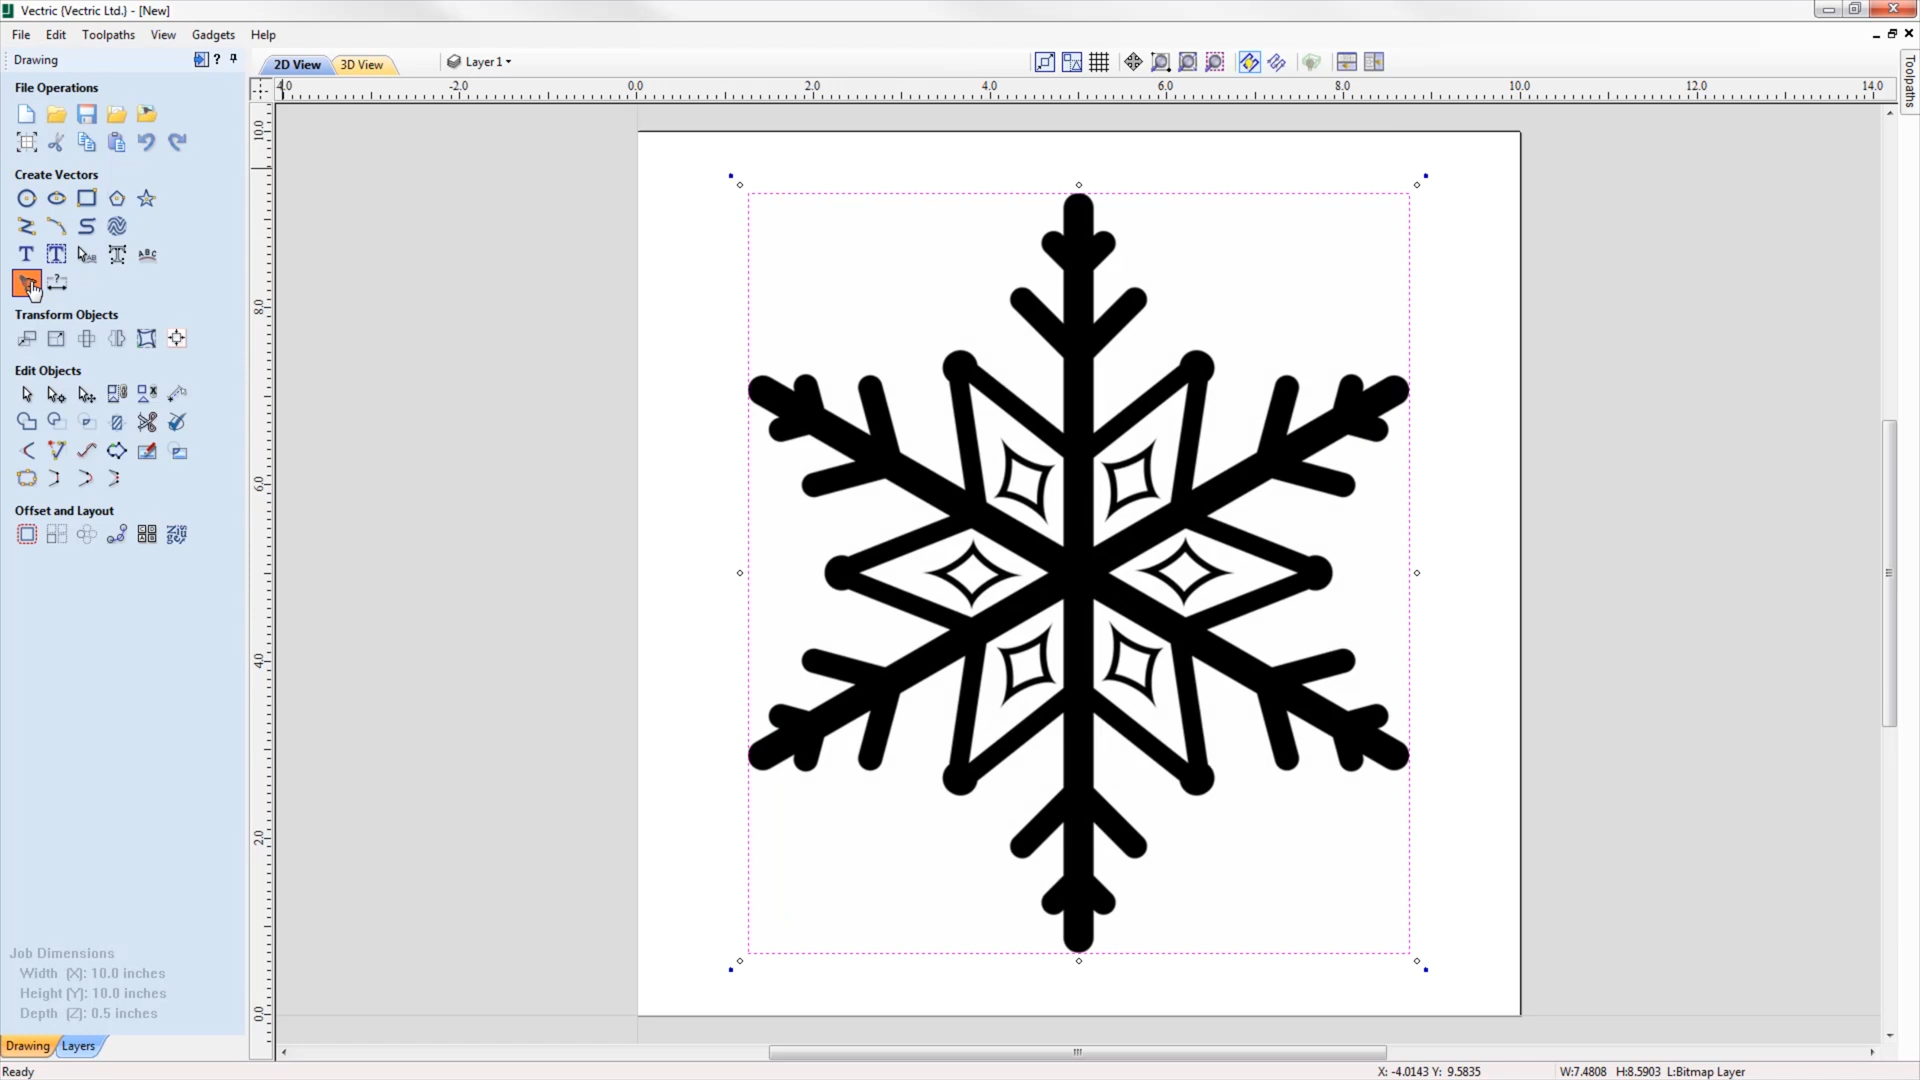 Vectric {Vectric Ltd.} - [New]
File Edit Toolpaths View Gadgets Help
Drawing ?
2D View 3D View Layer 1
Toolpaths
File Operations
4.0 -2.0 0.0 2.0 4.0 6.0 8.0 10.0 12.0 14.0
10.0
8.0
6.0
4.0
2.0
0.0
Create Vectors
Transform Objects
Edit Objects
Offset and Layout
Job Dimensions
Width (X): 10.0 inches
Height (Y): 10.0 inches
Depth (Z): 0.5 inches
Drawing Layers
Ready X: -4.0143 Y: 9.5835 W:7.4808 H:8.5903 L:Bitmap Layer